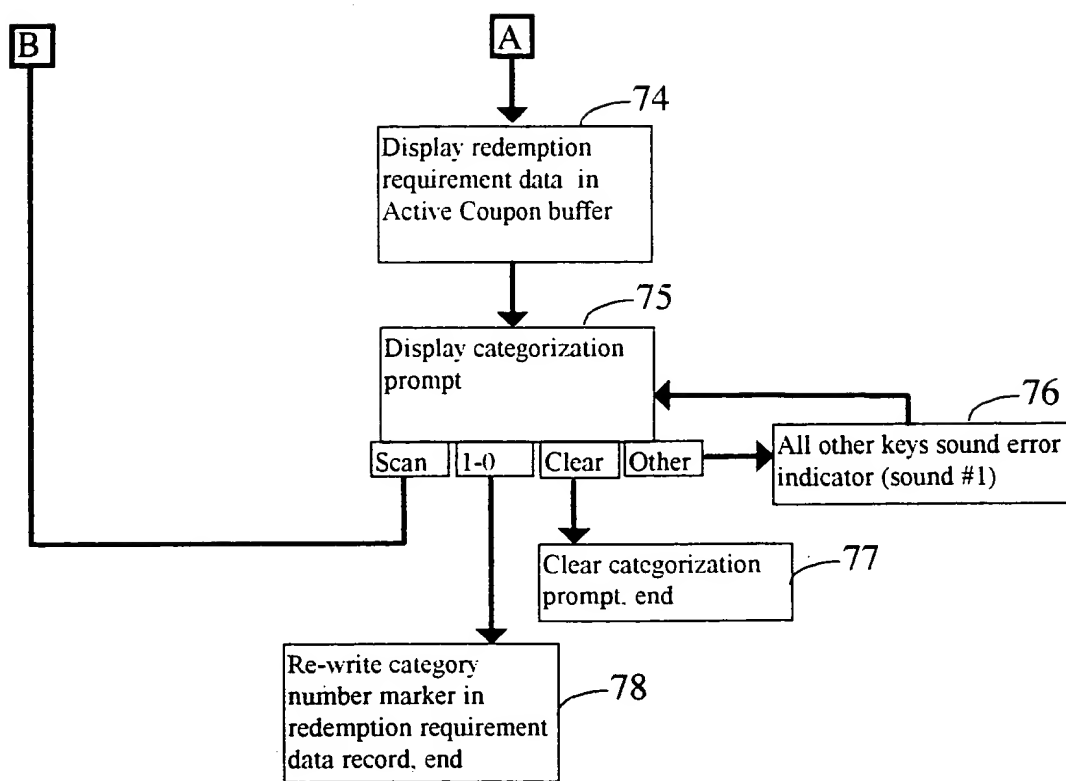 B
A
74
Display redemption
requirement data in
Active Coupon buffer
75
Display categorization
prompt
76
Scan
1-0
Clear
Other
All other keys sound error
indicator (sound #1)
Clear categorization
prompt, end
77
Re-write category
number marker in
redemption requirement
data record, end
78